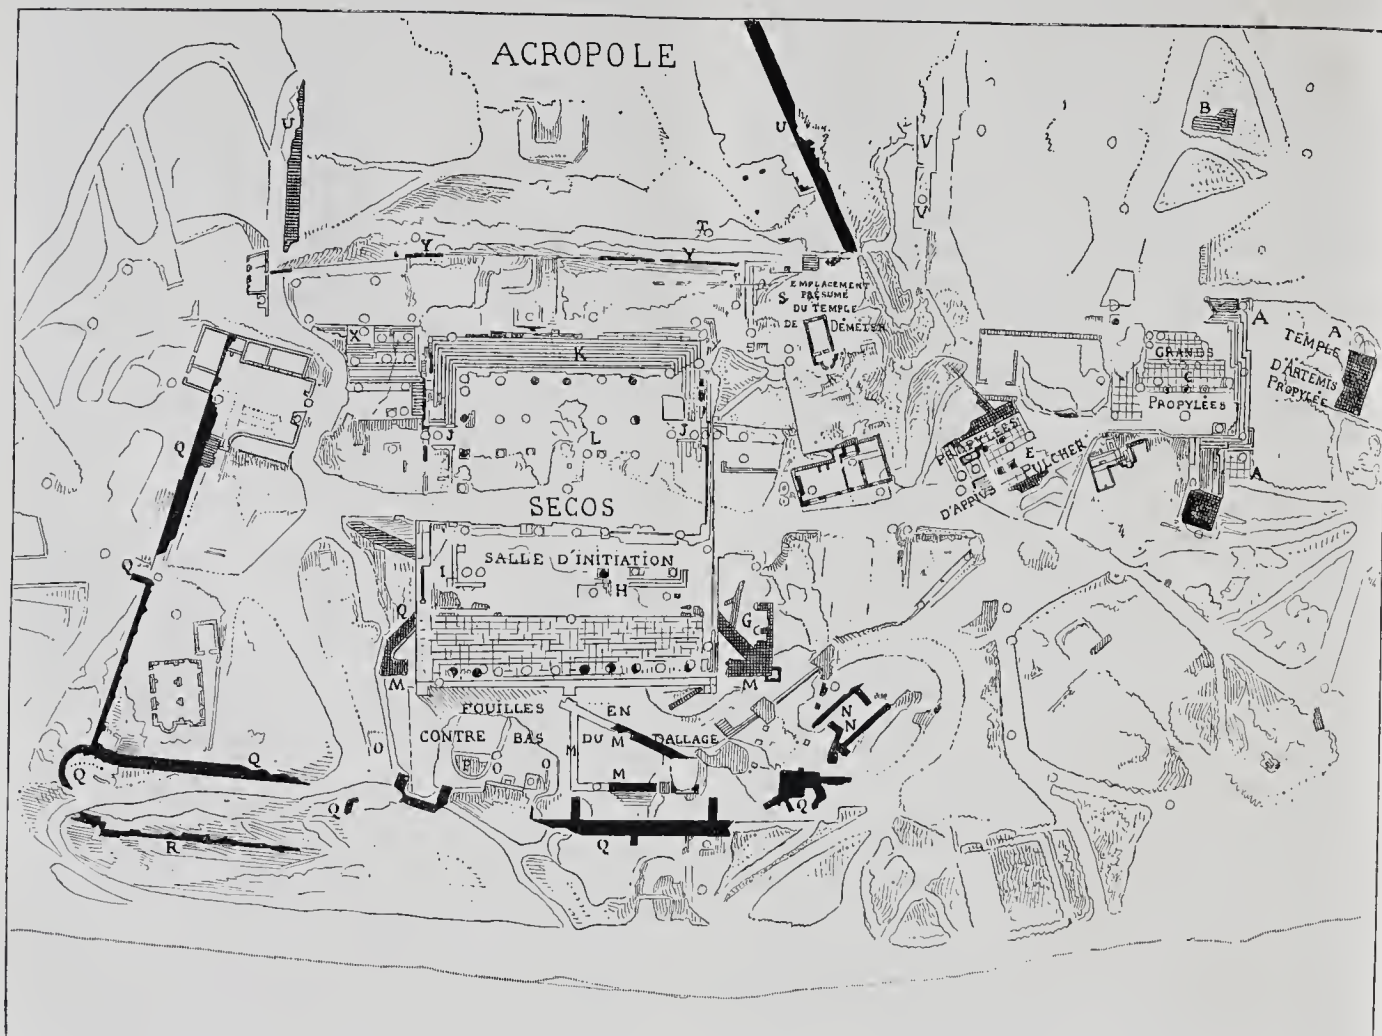 ACROPOLE
B
U
U
V
V
T
Y
Y
EMPLACEMENT
PRÉSUMÉ
DU TEMPLE
DE DÉMÉTER
S
D
A
A
TEMPLE
D'ARTEMIS
PROPYLÉE
GRANDS
C
PROPYLÉES
X
K
J
J
L
Q
PROPYLÉES
E
PULCHER
D'APPIUS
A
SECOS
SALLE D'INITIATION
I
H
Q
Q
G
M
M
FOUILLES
EN
CONTRE
BAS
DU
DALLAGE
M
M
M
N
N
O
P
O
O
Q
Q
Q
Q
Q
R